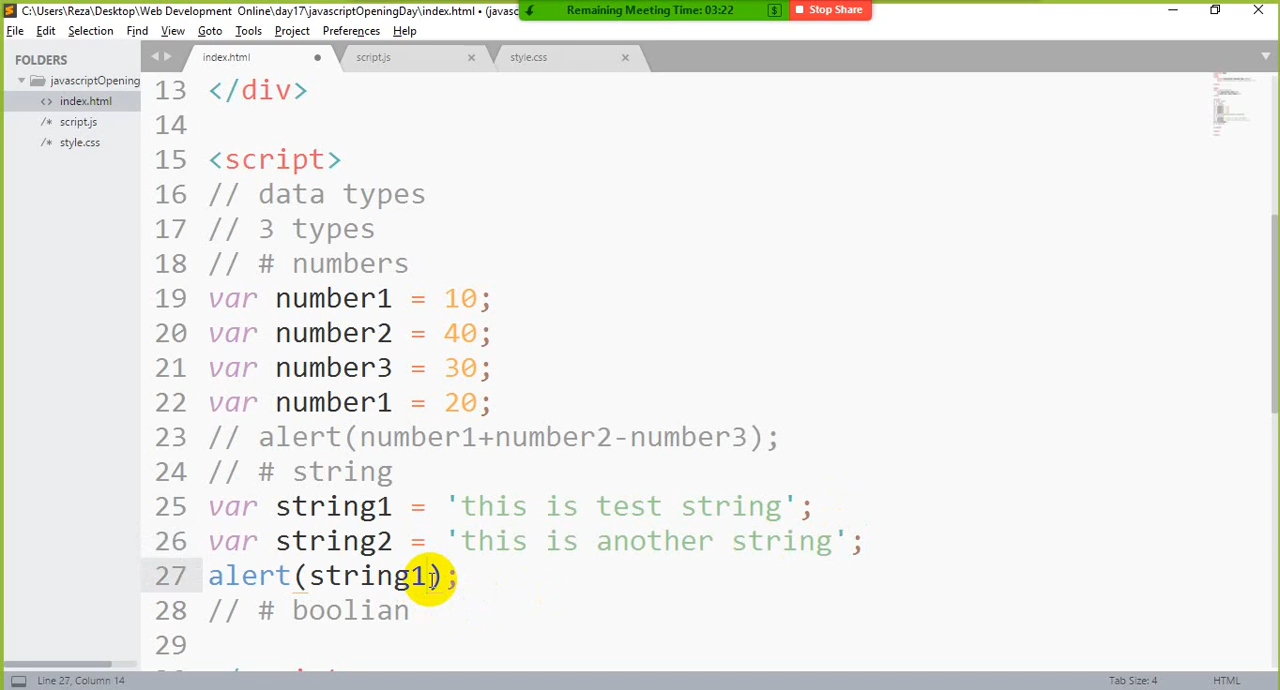 C:\Users\Reza\Desktop\Web Development Online\day17\javascriptOpeningDay\index.html • (javasc
Remaining Meeting Time: 03:22
$
Stop Share
File Edit Selection Find View Goto Tools Project Preferences Help
FOLDERS
javascriptOpening
index.html
script.js
style.css
<> index.html
/* script.js
/* style.css
13 </div>
14
15 <script>
16 // data types
17 // 3 types
18 // # numbers
19 var number1 = 10;
20 var number2 = 40;
21 var number3 = 30;
22 var number1 = 20;
23 // alert(number1+number2-number3);
24 // # string
25 var string1 = 'this is test string';
26 var string2 = 'this is another string';
27 alert(string1);
28 // # boolian
29
Line 27, Column 14
Tab Size: 4
HTML